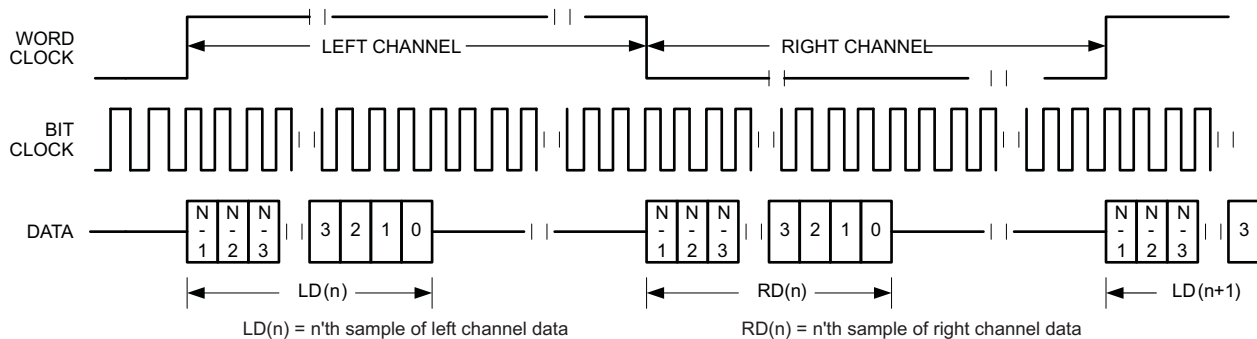 WORD
CLOCK
LEFT CHANNEL
RIGHT CHANNEL
BIT
CLOCK
DATA
N
-
1
N
-
2
N
-
3
3 2 1 0
N
-
1
N
-
2
N
-
3
3 2 1 0
N
-
1
N
-
2
N
-
3
3
LD(n)
RD(n)
LD(n+1)
LD(n) = n'th sample of left channel data
RD(n) = n'th sample of right channel data